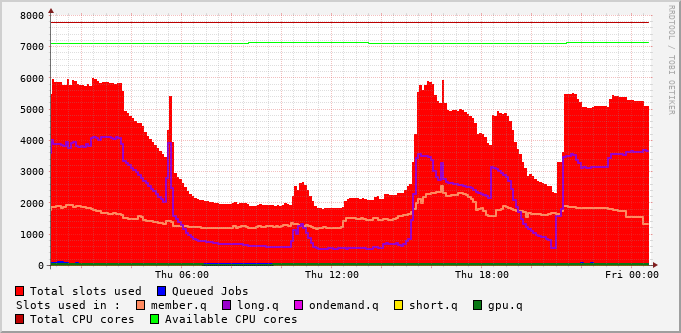 8000
7000
6000
5000
4000
3000
2000
1000
0
Thu 06:00 Thu 12:00 Thu 18:00 Fri 00:00
RRDTOOL / TOBI OETIKER
Total slots used Queued Jobs
Slots used in : member.q long.q ondemand.q short.q gpu.q
Total CPU cores Available CPU cores